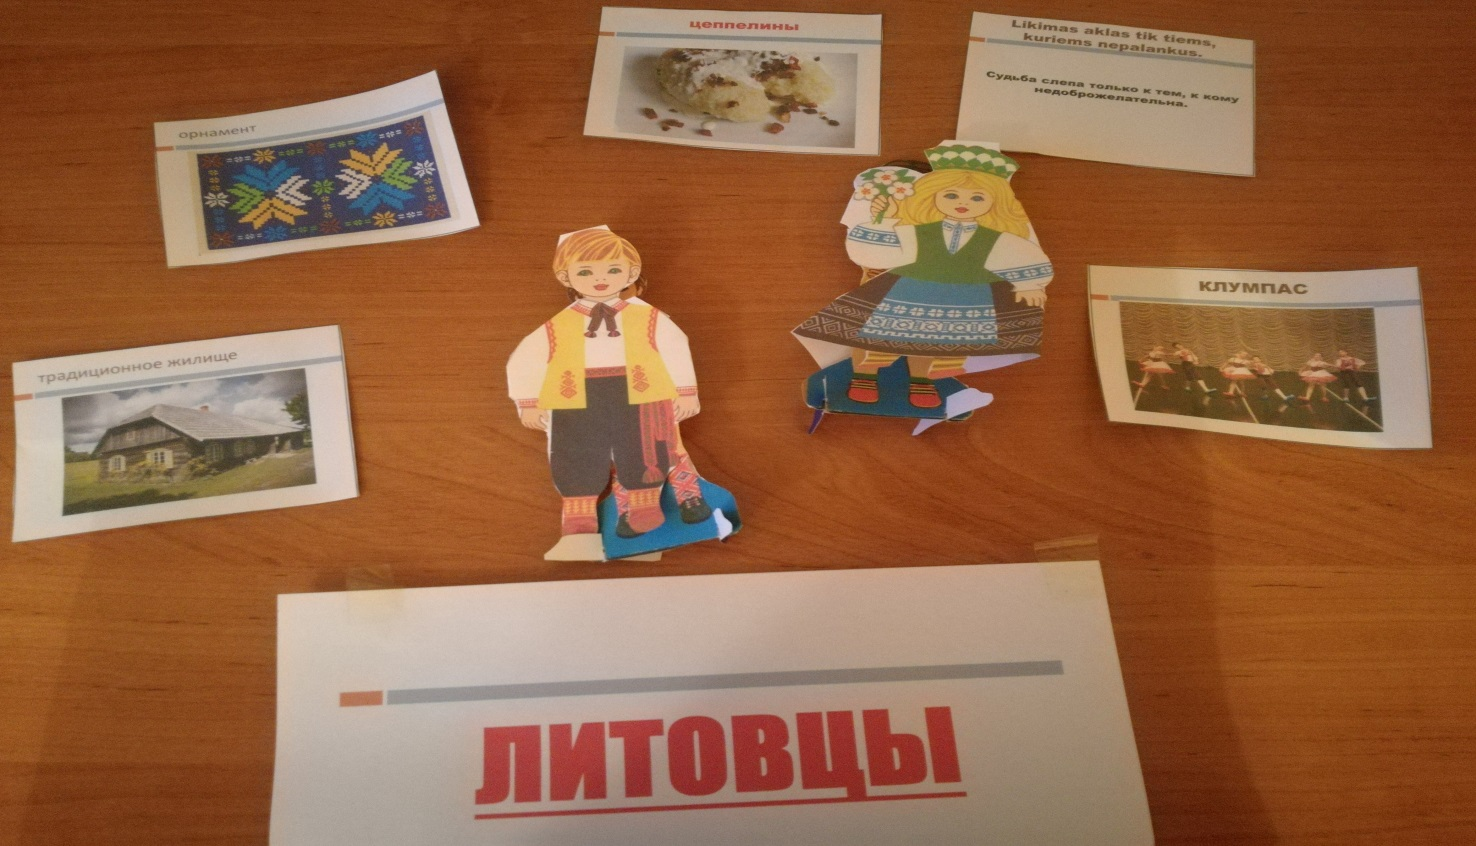 цеппелины
Likimas aklas tik tiems,
kuriems nepalankus.
Судьба слепа только к тем, к кому
недоброжелательна.
орнамент
КЛУМПАС
традиционное жилище
ЛИТОВЦЫ